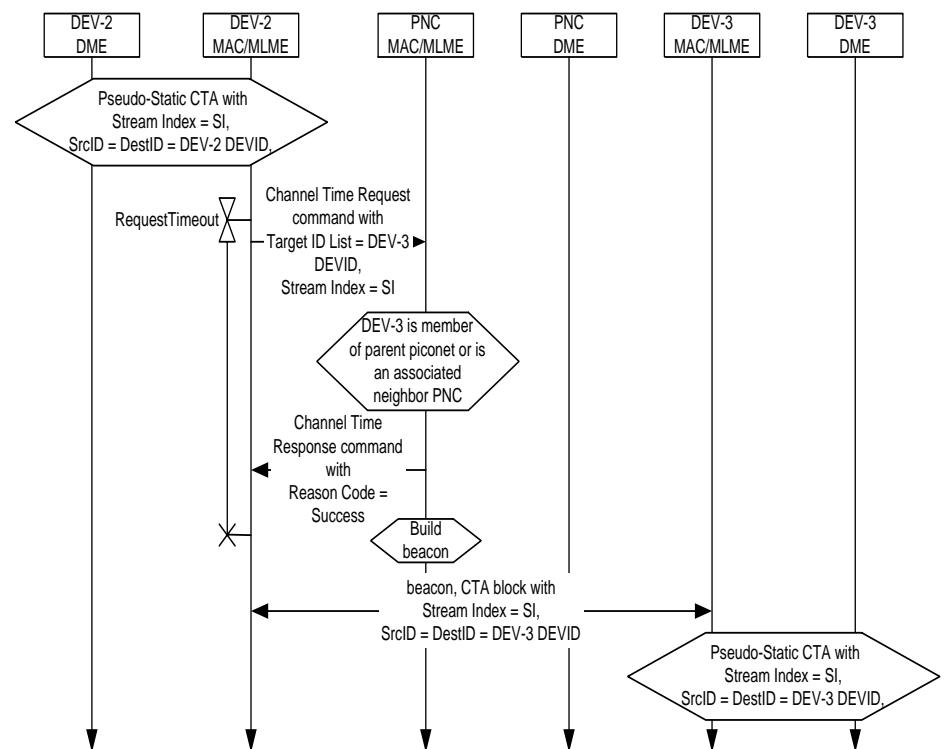 DEV-2
DME
DEV-2
MAC/MLME
PNC
MAC/MLME
PNC
DME
DEV-3
MAC/MLME
DEV-3
DME
Pseudo-Static CTA with
Stream Index = SI,
SrcID = DestID = DEV-2 DEVID,
RequestTimeout
Channel Time Request
command with
Target ID List = DEV-3
DEVID,
Stream Index = SI
DEV-3 is member
of parent piconet or is
an associated
neighbor PNC
Channel Time
Response command
with
Reason Code =
Success
Build
beacon
beacon, CTA block with
Stream Index = SI,
SrcID = DestID = DEV-3 DEVID
Pseudo-Static CTA with
Stream Index = SI,
SrcID = DestID = DEV-3 DEVID,